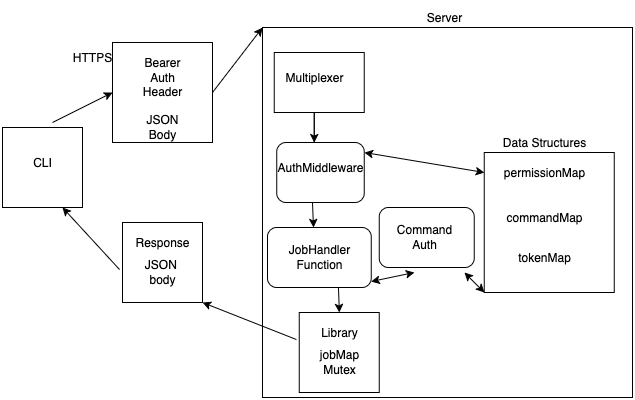 Server
HTTPS
Bearer
Auth
Header
JSON
Body
Multiplexer
CLI
AuthMiddleware
Data Structures
permissionMap
commandMap
tokenMap
Command
Auth
Response
JSON
body
JobHandler
Function
Library
jobMap
Mutex